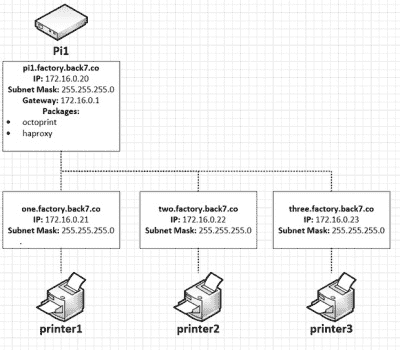 Pi1
pi1.factory.back7.co
IP: 172.16.0.20
Subnet Mask: 255.255.255.0
Gateway: 172.16.0.1
Packages:
• octoprint
• haproxy
one.factory.back7.co
IP: 172.16.0.21
Subnet Mask: 255.255.255.0
two.factory.back7.co
IP: 172.16.0.22
Subnet Mask: 255.255.255.0
three.factory.back7.co
IP: 172.16.0.23
Subnet Mask: 255.255.255.0
printer1
printer2
printer3